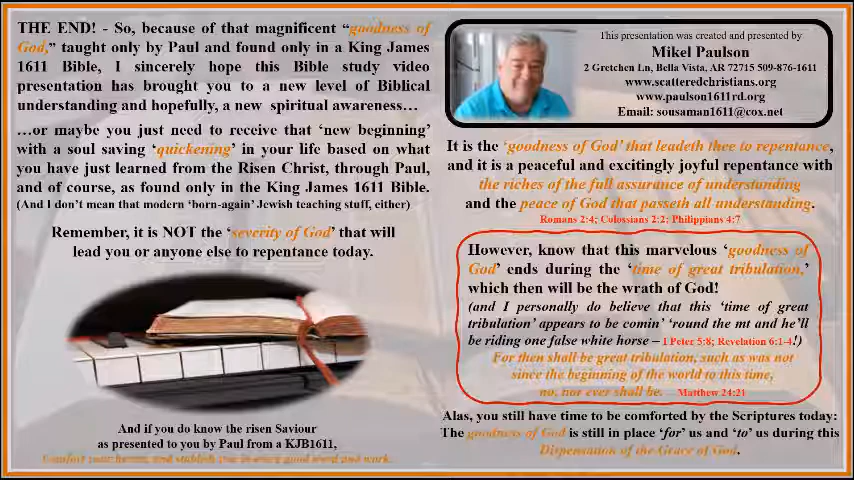 THE END! - So, because of that magnificent “goodness of
God,” taught only by Paul and found only in a King James
1611 Bible, I sincerely hope this Bible study video
presentation has brought you to a new level of Biblical
understanding and hopefully, a new spiritual awareness…
…or maybe you just need to receive that ‘new beginning’
with a soul saving ‘quickening’ in your life based on what
you have just learned from the Risen Christ, through Paul,
and of course, as found only in the King James 1611 Bible.
(And I don’t mean that modern ‘born-again’ Jewish teaching stuff, either)
Remember, it is NOT the ‘severity of God’ that will
lead you or anyone else to repentance today.
And if you do know the risen Saviour
as presented to you by Paul from a KJB1611,
Comfort your hearts, and stablish you in every good word and work.
This presentation was created and presented by
Mikel Paulson
2 Gretchen Ln, Bella Vista, AR 72715 509-876-1611
www.scatteredchristians.org
www.paulson1611rd.org
Email: sousaman1611@cox.net
It is the ‘goodness of God’ that leadeth thee to repentance,
and it is a peaceful and excitingly joyful repentance with
the riches of the full assurance of understanding
and the peace of God that passeth all understanding.
Romans 2:4; Colossians 2:2; Philippians 4:7
However, know that this marvelous ‘goodness of
God’ ends during the ‘time of great tribulation,’
which then will be the wrath of God!
(and I personally do believe that this ‘time of great
tribulation’ appears to be comin’ ‘round the mt and he’ll
be riding one false white horse – I Peter 5:8; Revelation 6:1-4!)
For then shall be great tribulation, such as was not
since the beginning of the world to this time,
no, nor ever shall be. – Matthew 24:21
Alas, you still have time to be comforted by the Scriptures today:
The goodness of God is still in place ‘for’ us and ‘to’ us during this
Dispensation of the Grace of God.